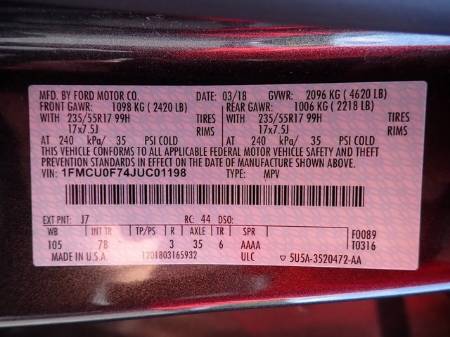 MFD. BY FORD MOTOR CO. DATE: 03/18 GVWR: 2096 KG (4620 LB)
FRONT GAWR: 1098 KG (2420 LB) REAR GAWR: 1006 KG (2218 LB)
WITH 235/55R17 99H TIRES WITH 235/55R17 99H TIRES
17x7.5J RIMS 17x7.5J RIMS
AT 240 kPa/ 35 PSI COLD AT 240 kPa/ 35 PSI COLD
THIS VEHICLE CONFORMS TO ALL APPLICABLE FEDERAL MOTOR VEHICLE SAFETY AND THEFT
PREVENTION STANDARDS IN EFFECT ON THE DATE OF MANUFACTURE SHOWN ABOVE.
VIN: 1FMCU0F74JUC01198 TYPE: MPV
EXT PNT: J7 RC: 44 DSO: F0089
WB INT TR TP/PS R AXLE TR SPR T0316
105 78 3 35 6 AAAA
MADE IN U.S.A. ULC 5U5A-3520472-AA